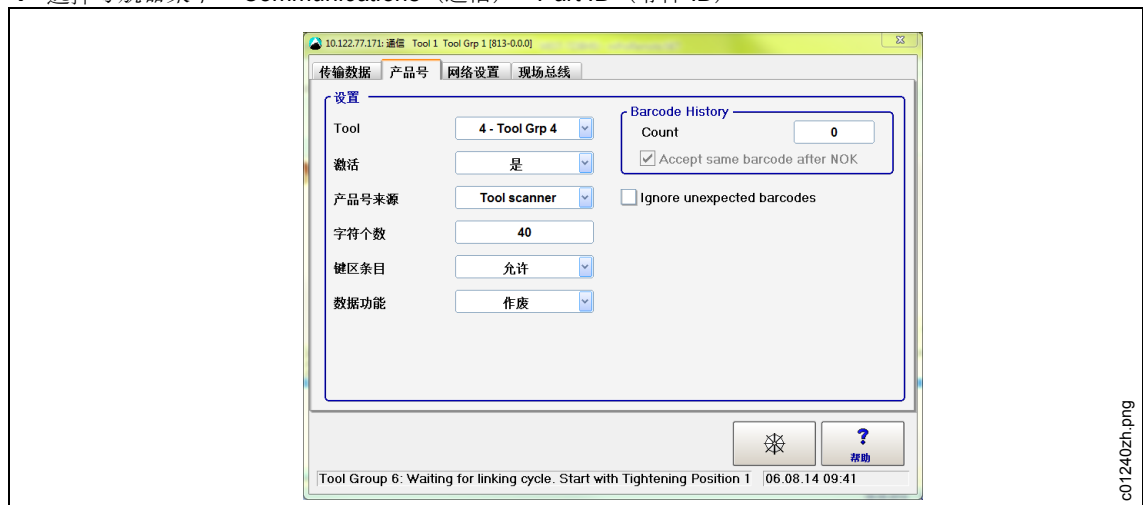 Communications
Part ID
10.122.77.171: 通信 Tool 1 Tool Grp 1 [813-0.0.0]
传输数据 产品号 网络设置 现场总线
设置
Tool 4 - Tool Grp 4
激活 是
产品号来源 Tool scanner
字符个数 40
键区条目 允许
数据功能 作废
Barcode History
Count 0
Accept same barcode after NOK
Ignore unexpected barcodes
? 帮助
Tool Group 6: Waiting for linking cycle. Start with Tightening Position 1 06.08.14 09:41
c01240zh.png